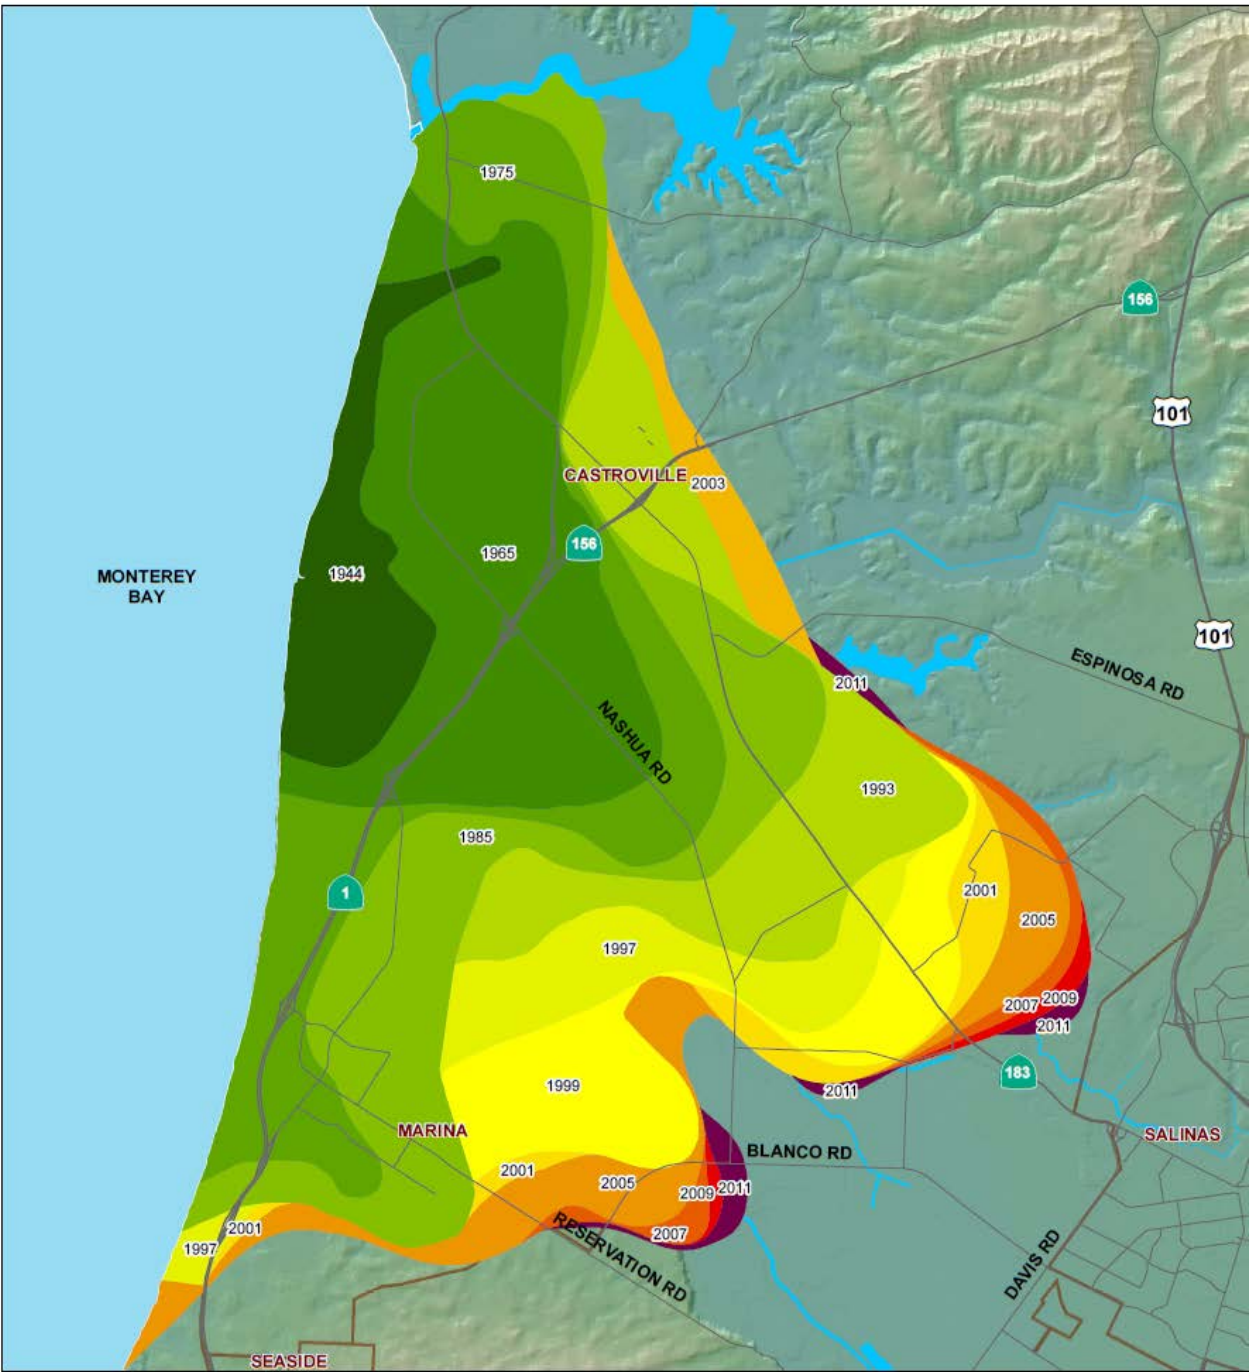 1975
156
101
CASTROVILLE
2003
1965
156
1944
MONTEREY
BAY
101
ESPINOSA RD
2011
NASHUA RD
1993
1985
1
2001
2005
1997
2009
2007
2011
183
1999
2011
MARINA
SALINAS
BLANCO RD
2001
2005
2009
2011
2001
2007
1997
RESERVATION RD
DAVIS RD
SEASIDE